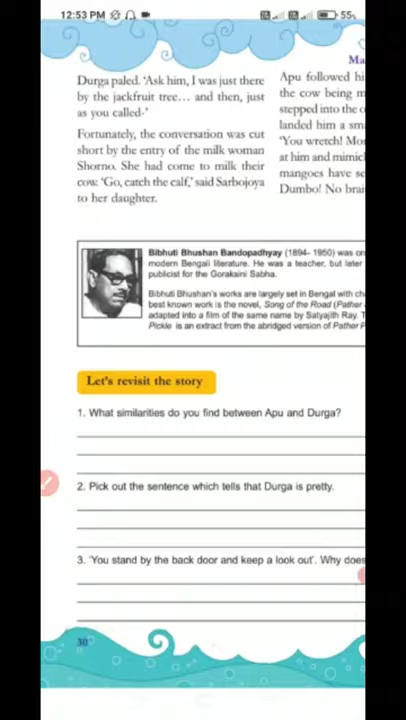 12:53 PM
55%
Ma
Durga paled. 'Ask him, I was just there
by the jackfruit tree... and then, just
as you called-'
Fortunately, the conversation was cut
short by the entry of the milk woman
Shorno. She had come to milk their
cow. 'Go, catch the calf,' said Sarbojoya
to her daughter.
Apu followed hi
the cow being m
stepped into the o
landed him a sma
'You wretch! Mor
at him and mimic
mangoes have se
Dumbo! No brai
Bibhuti Bhushan Bandopadhyay (1894- 1950) was on
modern Bengali literature. He was a teacher, but later
publicist for the Goraksini Sabha.
Bibhuti Bhushan's works are largely set in Bengal with ch
best known work is the novel, Song of the Road (Pather
adapted into a film of the same name by Satyajith Ray. T
Pickle is an extract from the abridged version of Pather P
Let's revisit the story
1. What similarities do you find between Apu and Durga?
2. Pick out the sentence which tells that Durga is pretty.
3. 'You stand by the back door and keep a look out'. Why does
30